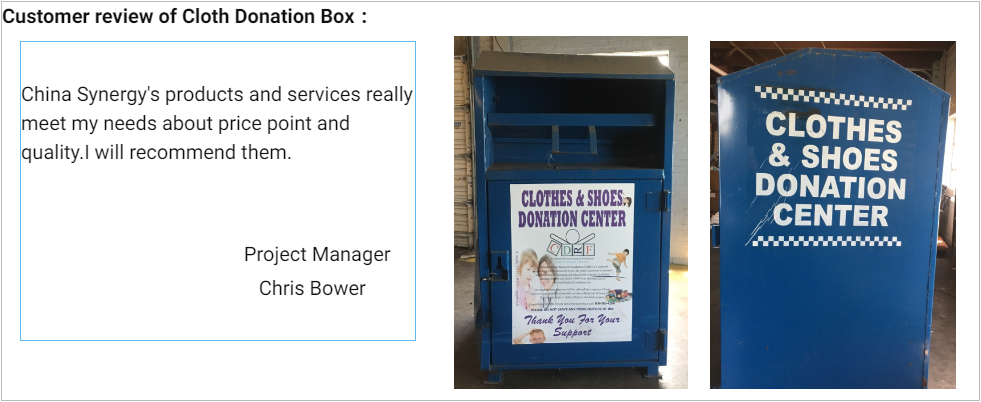 Customer review of Cloth Donation Box：
China Synergy's products and services really
meet my needs about price point and
quality.I will recommend them.
Project Manager
Chris Bower
CLOTHES & SHOES
DONATION CENTER
CDRF
Thank You For Your
Support
CLOTHES
& SHOES
DONATION
CENTER